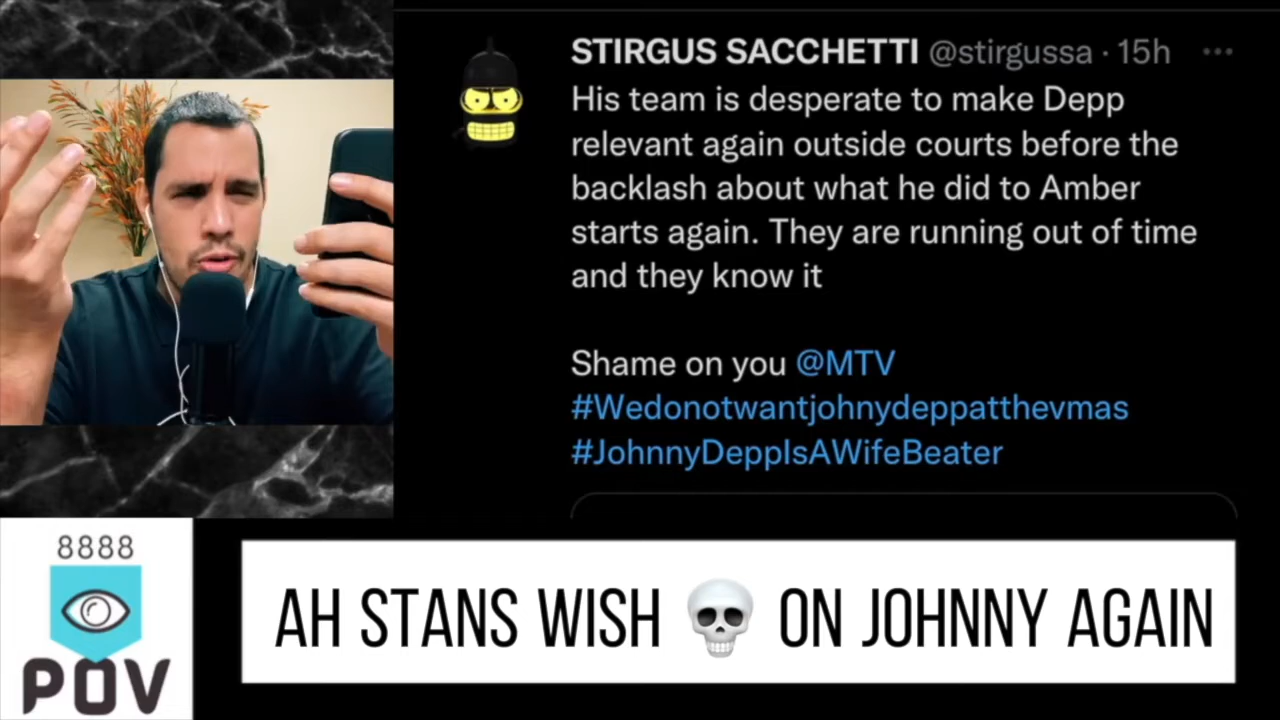 STIRGUS SACCHETTI @stirgussa · 15h ···
His team is desperate to make Depp
relevant again outside courts before the
backlash about what he did to Amber
starts again. They are running out of time
and they know it
Shame on you @MTV
#Wedonotwantjohnydeppatthevmas
#JohnnyDeppIsAWifeBeater
8888
POV
AH STANS WISH 💀 ON JOHNNY AGAIN